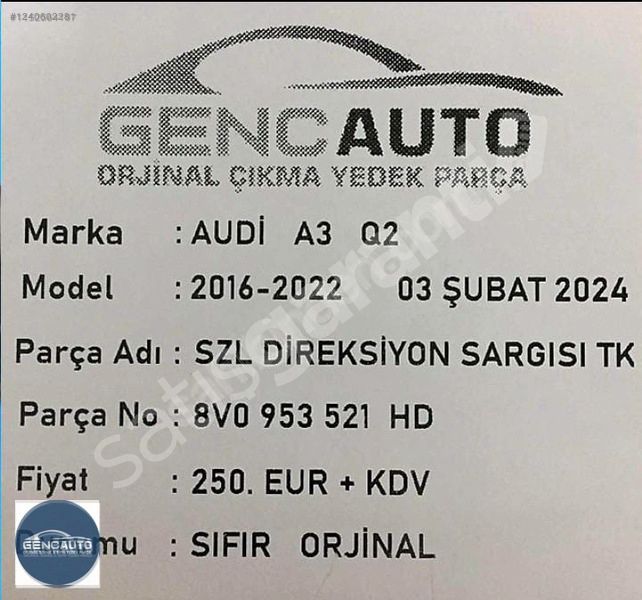 GENCAUTO
ORJİNAL ÇIKMA YEDEK PARÇA
Marka : AUDİ A3 Q2
Model : 2016-2022 03 ŞUBAT 2024
Parça Adı : SZL DİREKSİYON SARGISI TK
Parça No : 8V0 953 521 HD
Fiyat : 250. EUR + KDV
: SIFIR ORJİNAL
GENCAUTO
satışgaranti